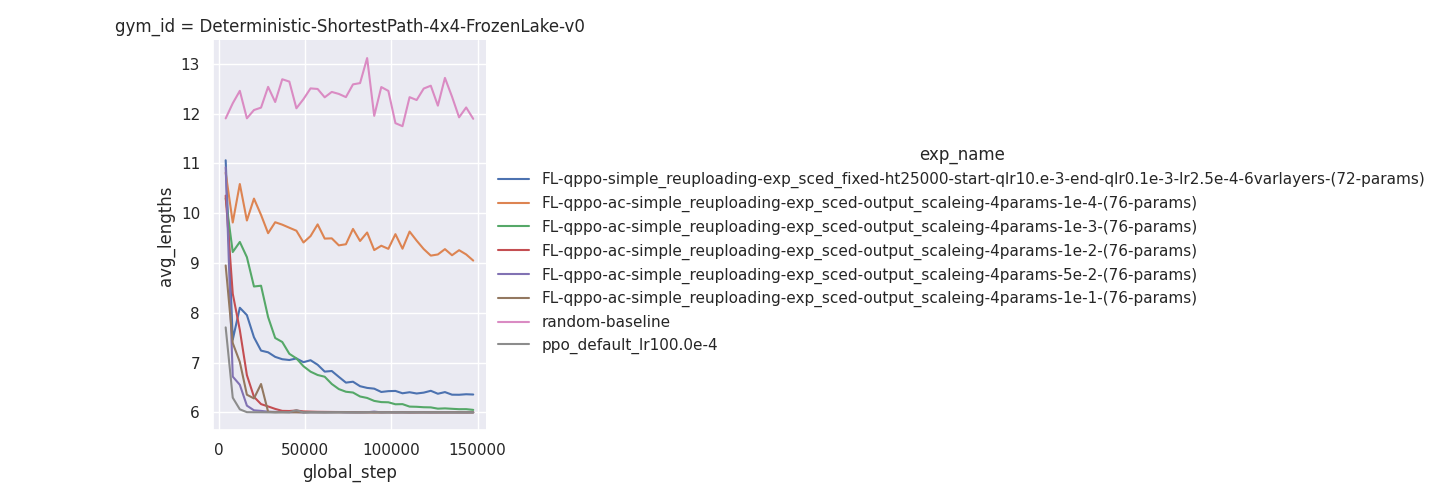 gym_id = Deterministic-ShortestPath-4x4-FrozenLake-v0
13
12
11
10
9
8
7
6
avg_lengths
0
50000
100000
150000
global_step
exp_name
FL-qppo-simple_reuploading-exp_sced_fixed-ht25000-start-qlr10.e-3-end-qlr0.1e-3-lr2.5e-4-6varlayers-(72-params)
FL-qppo-ac-simple_reuploading-exp_sced-output_scaleing-4params-1e-4-(76-params)
FL-qppo-ac-simple_reuploading-exp_sced-output_scaleing-4params-1e-3-(76-params)
FL-qppo-ac-simple_reuploading-exp_sced-output_scaleing-4params-1e-2-(76-params)
FL-qppo-ac-simple_reuploading-exp_sced-output_scaleing-4params-5e-2-(76-params)
FL-qppo-ac-simple_reuploading-exp_sced-output_scaleing-4params-1e-1-(76-params)
random-baseline
ppo_default_lr100.0e-4